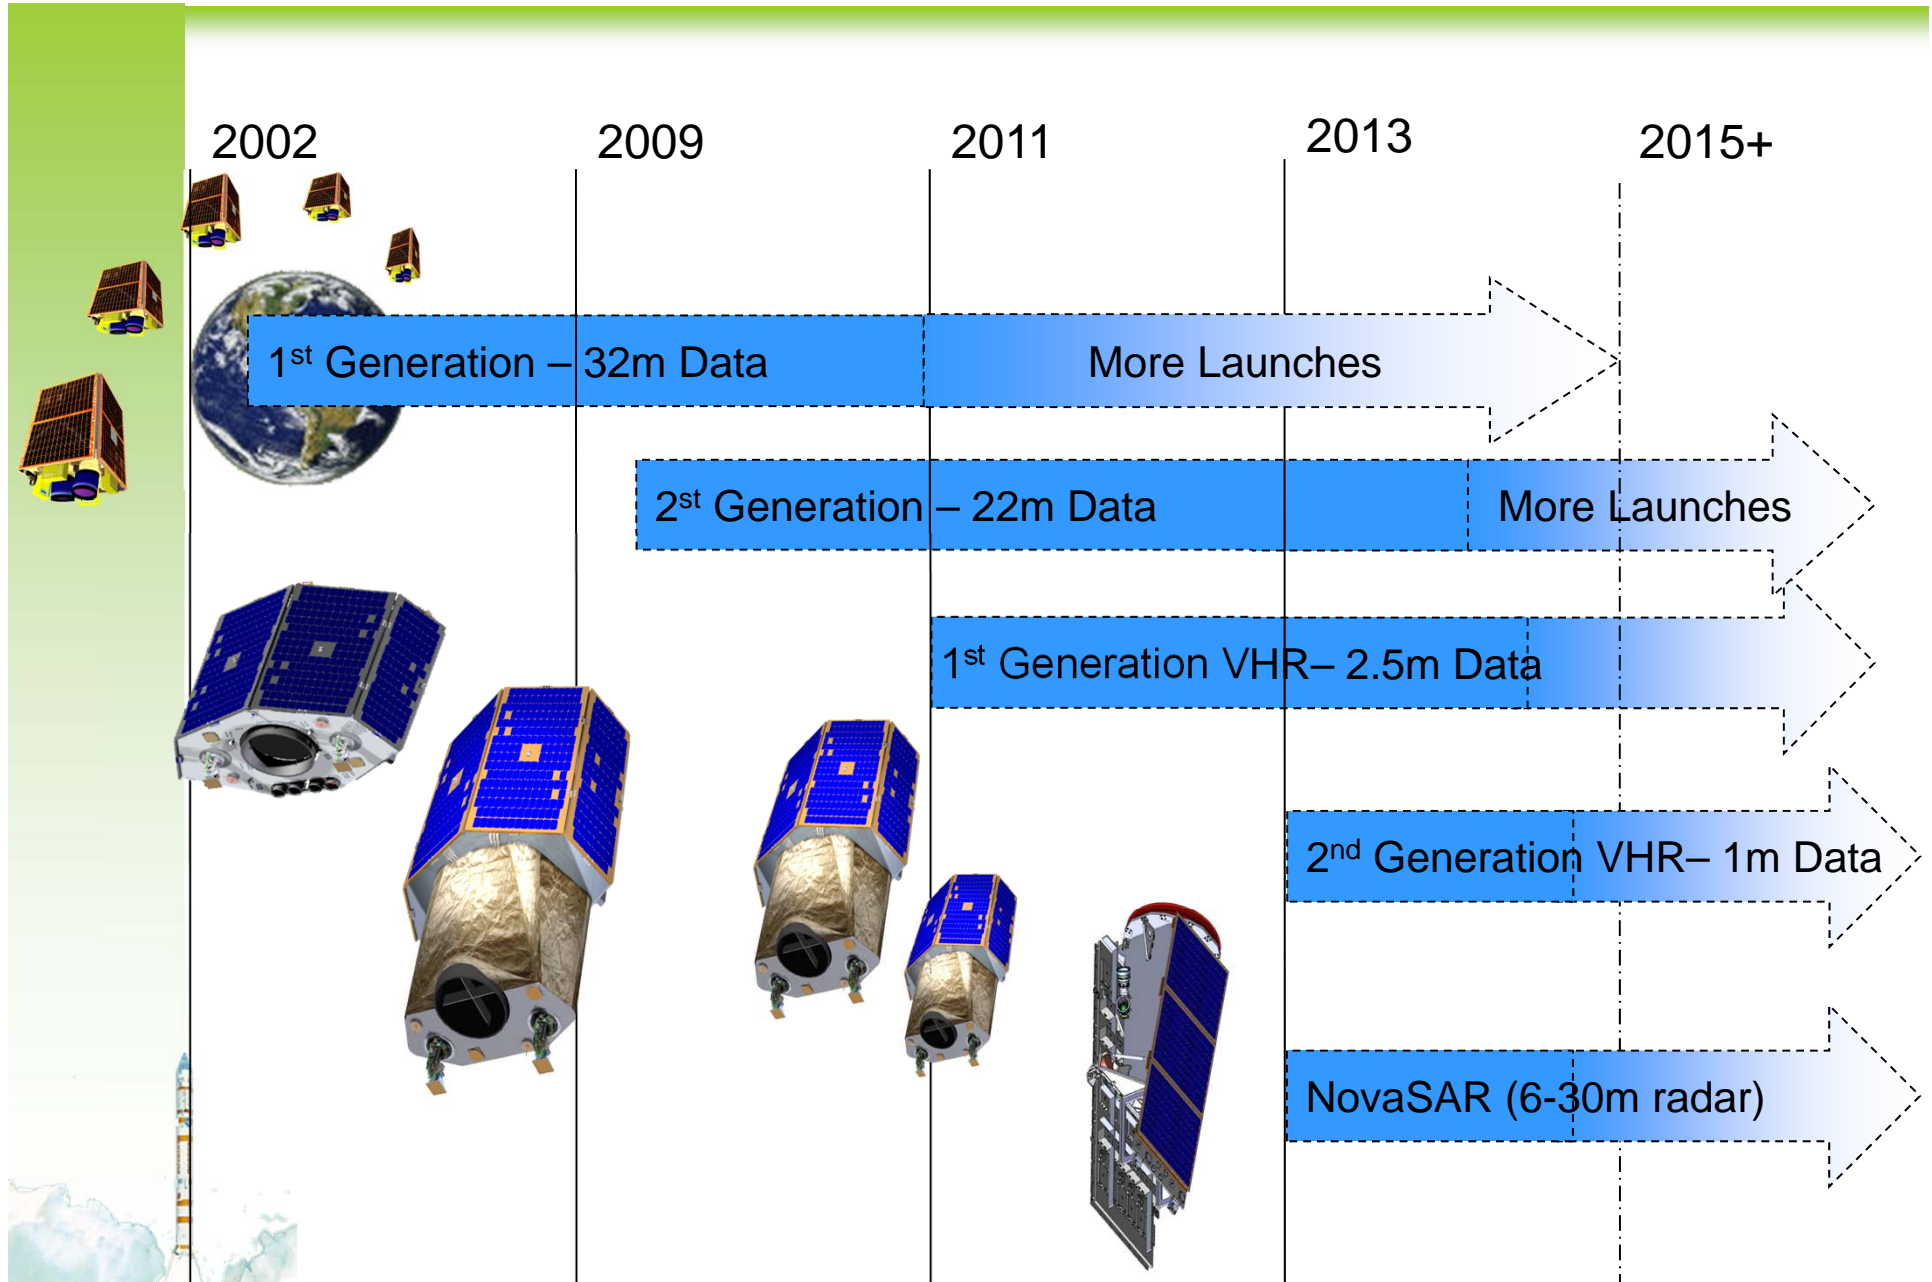 2002 2009 2011 2013 2015+
1st Generation – 32m Data More Launches
2st Generation – 22m Data More Launches
1st Generation VHR– 2.5m Data
2nd Generation VHR– 1m Data
NovaSAR (6-30m radar)